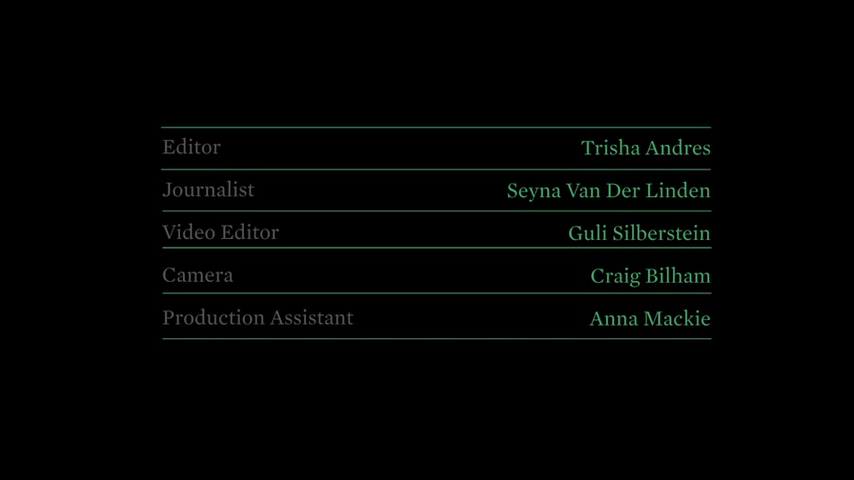 Editor Trisha Andres
Journalist Seyna Van Der Linden
Video Editor Guli Silberstein
Camera Craig Bilham
Production Assistant Anna Mackie